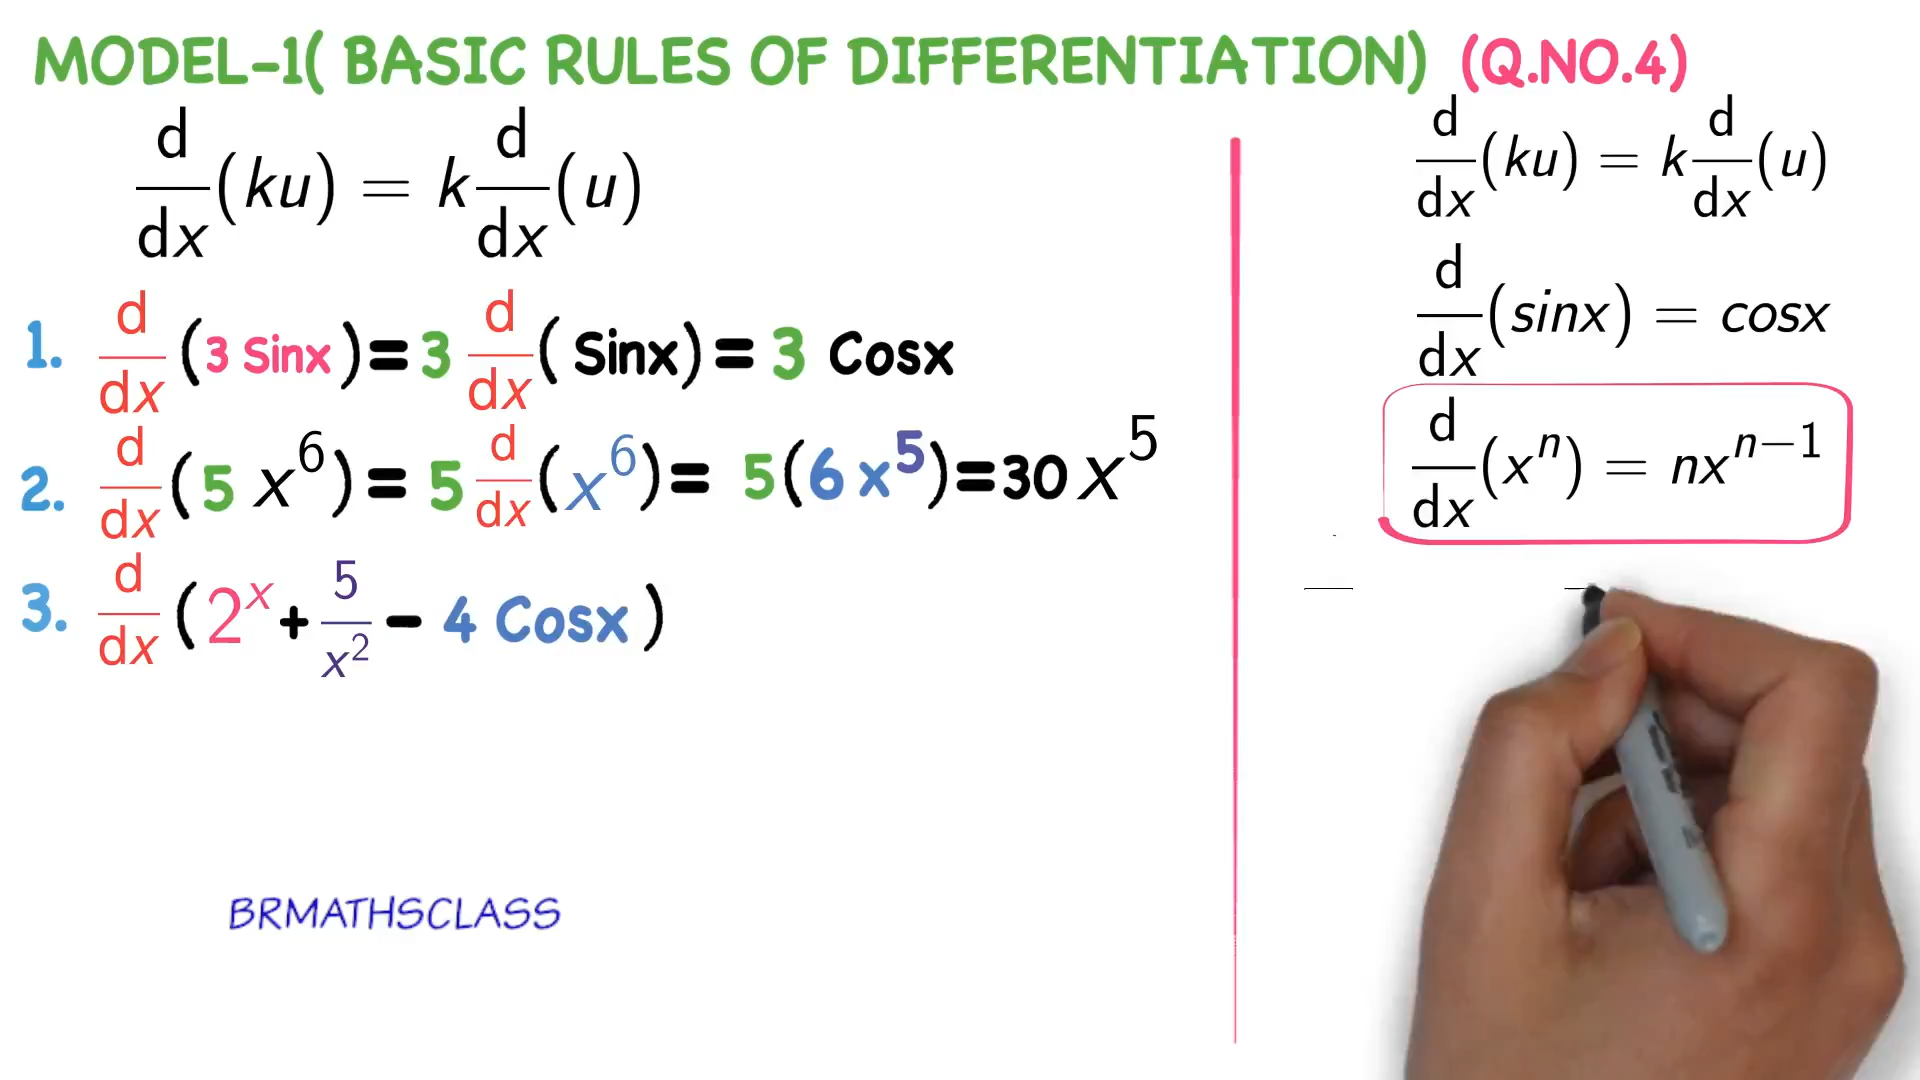 MODEL-1( BASIC RULES OF DIFFERENTIATION) (Q.NO.4)
d/dx(ku) = k d/dx(u)
1. d/dx(3 Sinx)=3 d/dx(Sinx)= 3 Cosx
2. d/dx(5 x^6)= 5 d/dx(x^6)= 5(6 x^5)=30 x^5
3. d/dx(2^x + 5/x^2 - 4 Cosx)
BRMATHSCLASS
d/dx(ku) = k d/dx(u)
d/dx(sinx) = cosx
d/dx(x^n) = nx^(n-1)